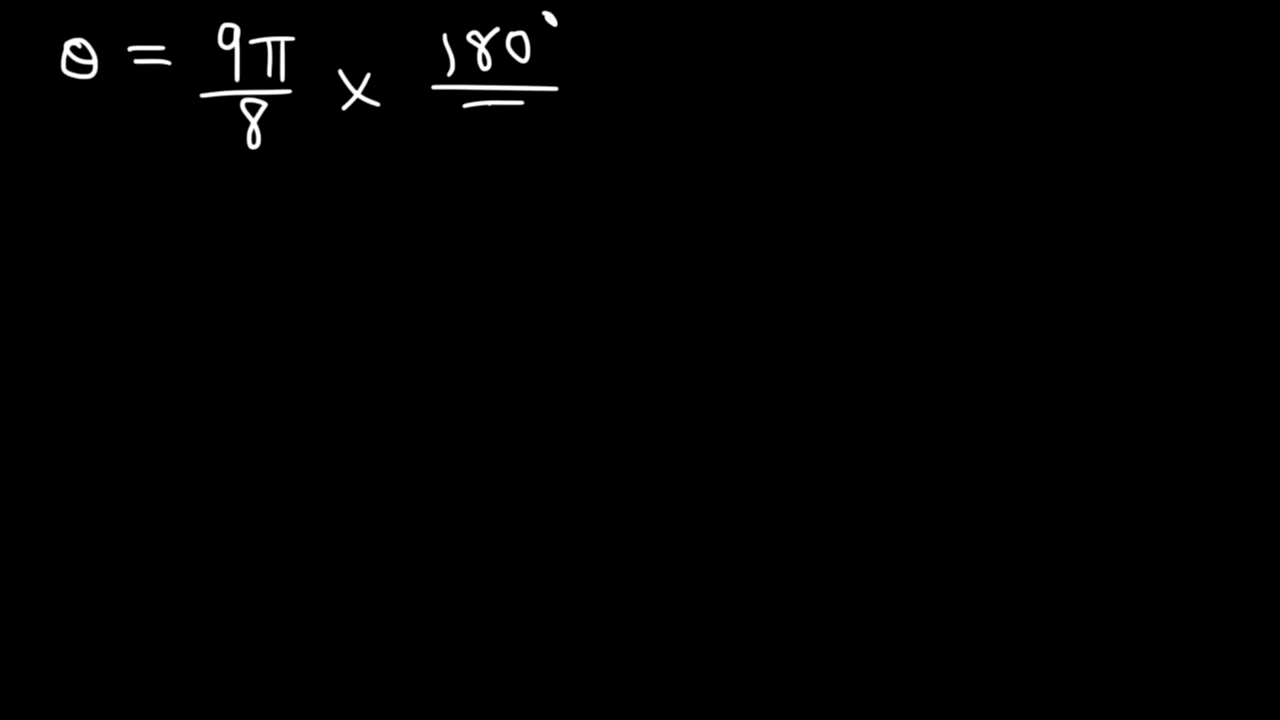 θ = 9π/8 × 180°/